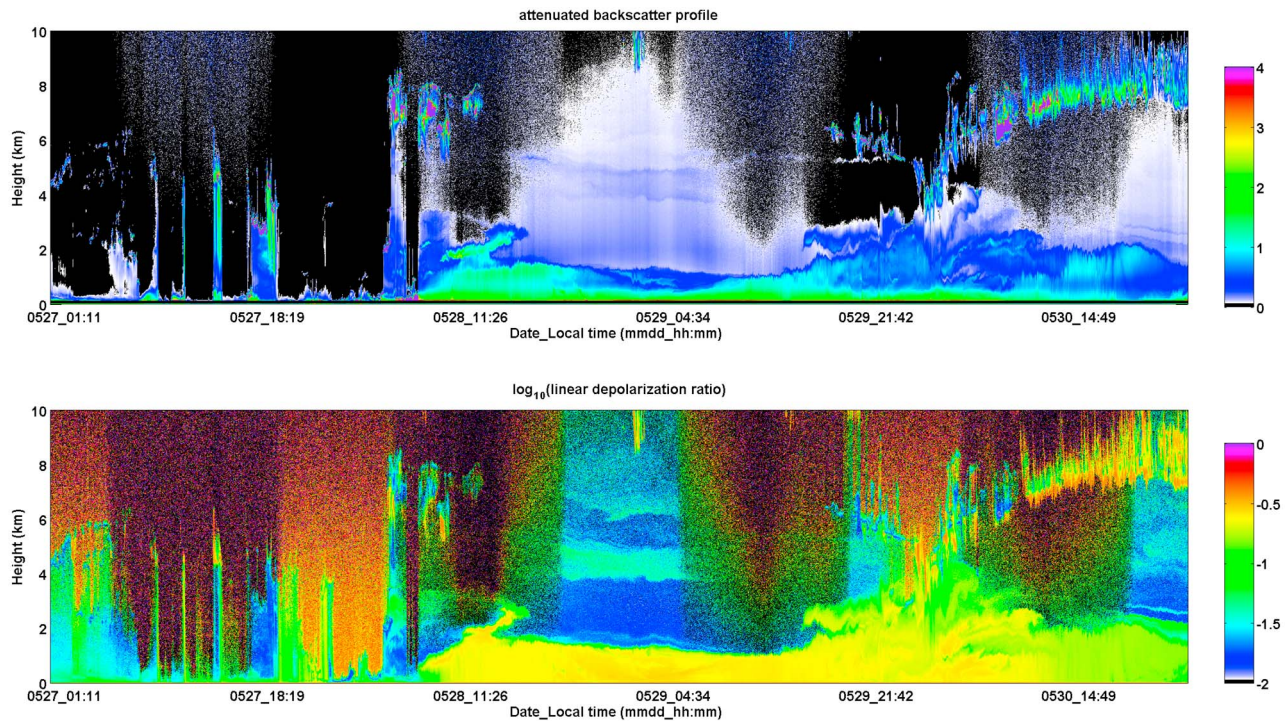 attenuated backscatter profile
10
8
6
4
2
0
Height (km)
0527_01:11 0527_18:19 0528_11:26 0529_04:34 0529_21:42 0530_14:49
Date_Local time (mmdd_hh:mm)
4
3
2
1
0
log10(linear depolarization ratio)
10
8
6
4
2
0
Height (km)
0527_01:11 0527_18:19 0528_11:26 0529_04:34 0529_21:42 0530_14:49
Date_Local time (mmdd_hh:mm)
0
-0.5
-1
-1.5
-2